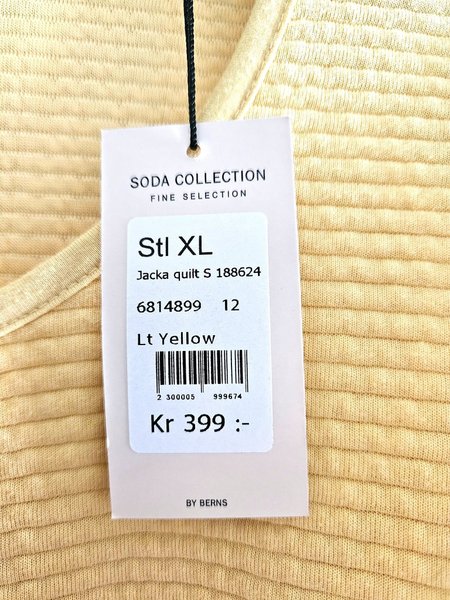 SODA COLLECTION
FINE SELECTION
Stl XL
Jacka quilt S 188624
6814899 12
Lt Yellow
2 300005 999674
Kr 399 :-
BY BERNS